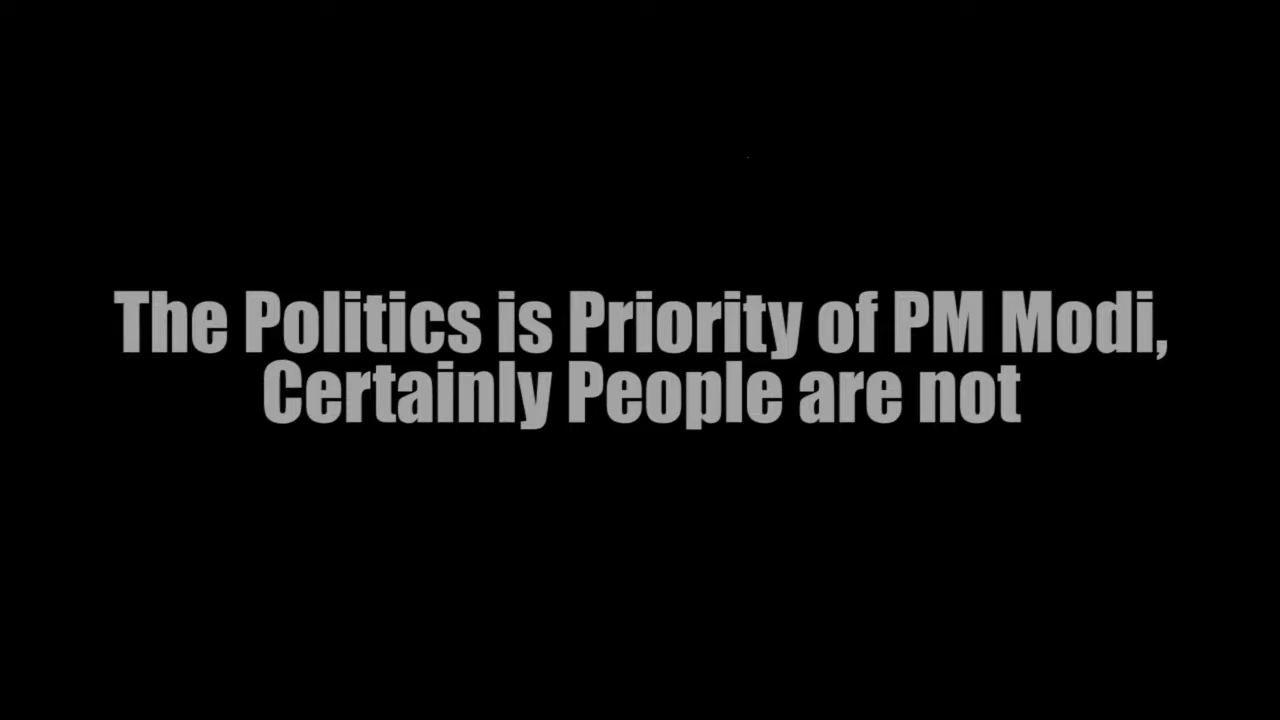 The Politics is Priority of PM Modi,
Certainly People are not